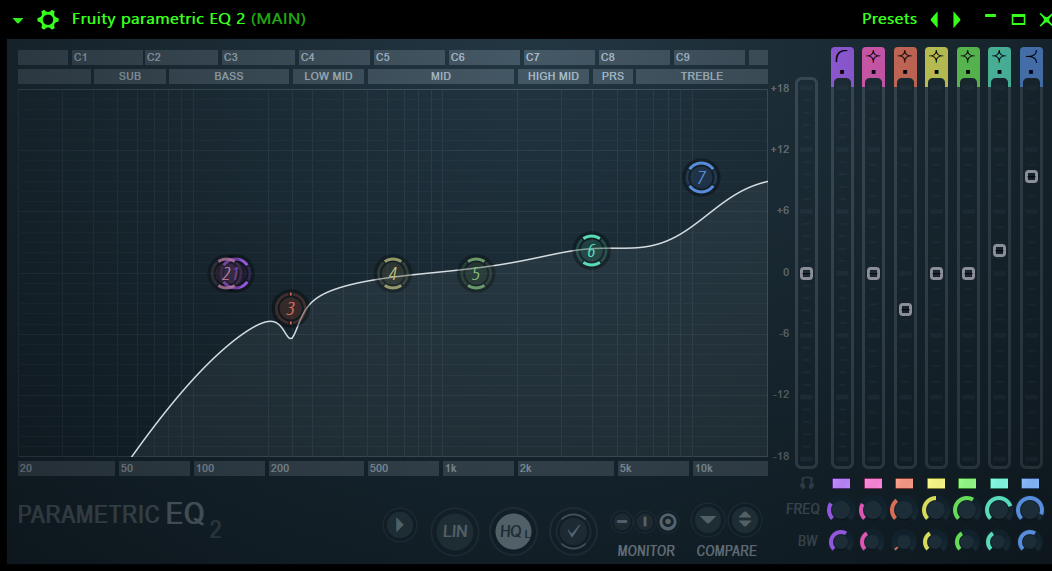 Fruity parametric EQ 2 (MAIN) Presets
C1 C2 C3 C4 C5 C6 C7 C8 C9
SUB BASS LOW MID MID HIGH MID PRS TREBLE
+18
+12
+6
0
-6
-12
-18
21
3
4
5
6
7
20 50 100 200 500 1k 2k 5k 10k
PARAMETRIC EQ 2
LIN
HQ L
MONITOR COMPARE
FREQ
BW